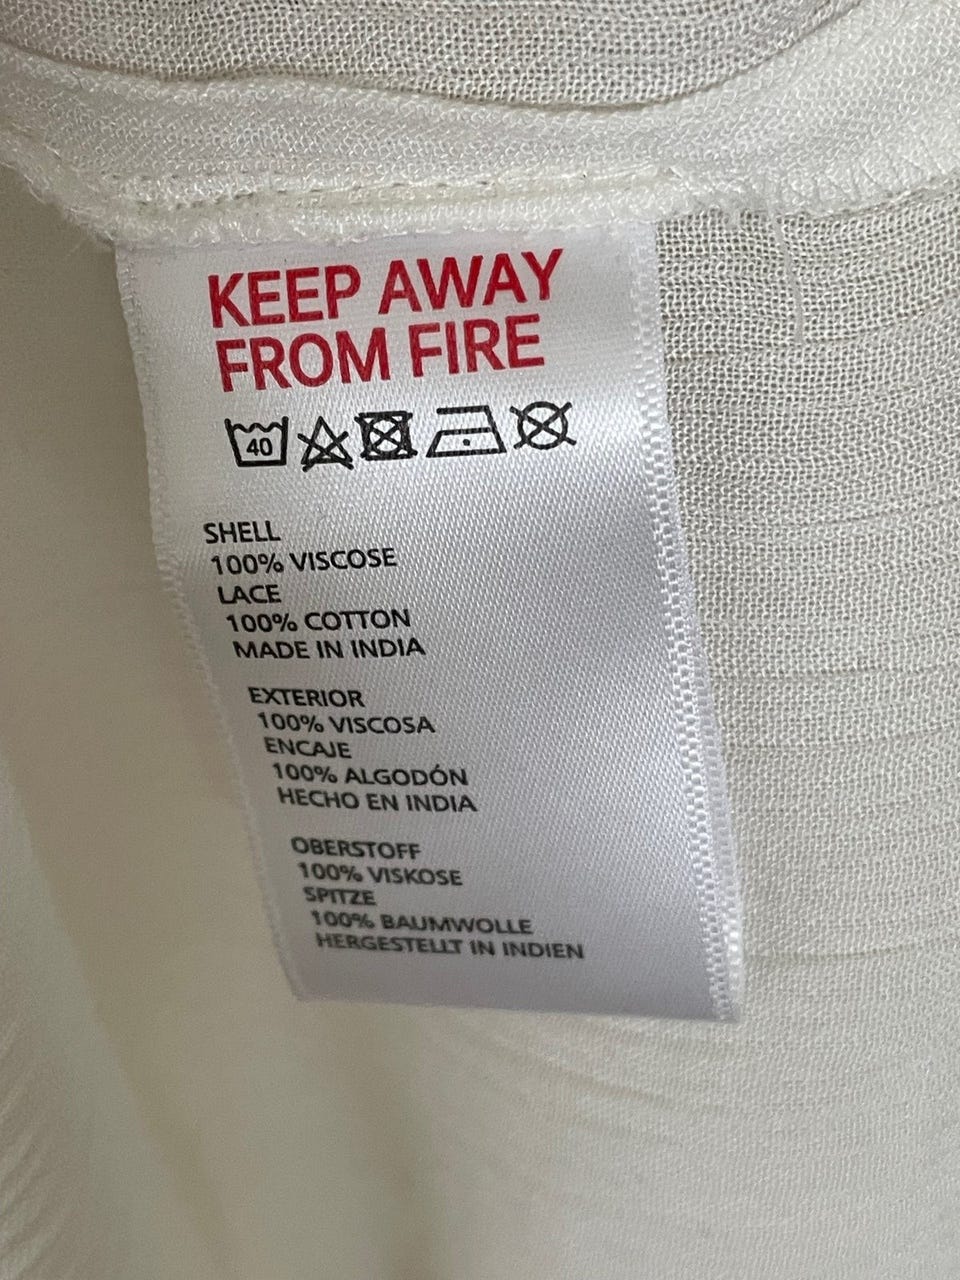 KEEP AWAY
FROM FIRE
40
SHELL
100% VISCOSE
LACE
100% COTTON
MADE IN INDIA
EXTERIOR
100% VISCOSA
ENCAJE
100% ALGODÓN
HECHO EN INDIA
OBERSTOFF
100% VISKOSE
SPITZE
100% BAUMWOLLE
HERGESTELLT IN INDIEN